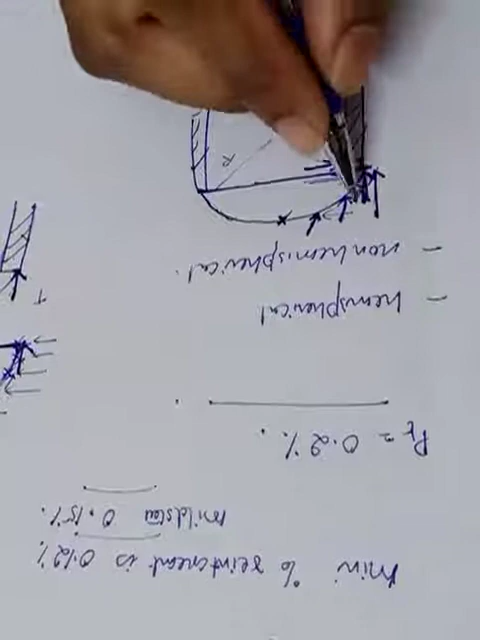 Min % reinforcement is 0.12%
mild steel 0.15%.
Pt = 0.2%.
- hemispherical
- non hemispherical.
R
T